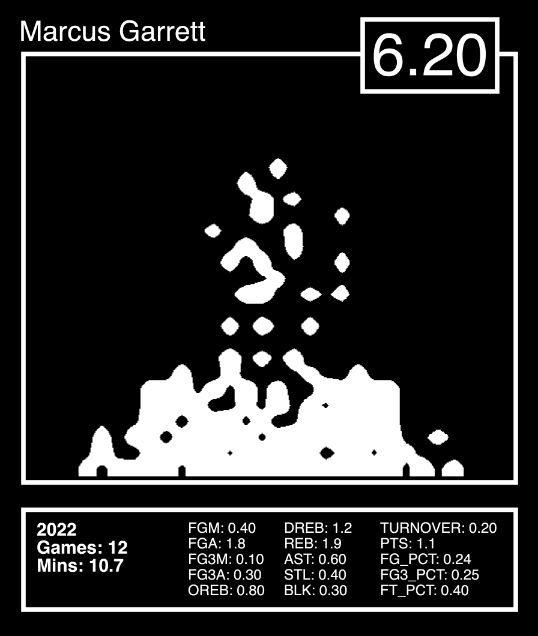 Marcus Garrett
6.20
2022
Games: 12
Mins: 10.7
FGM: 0.40
FGA: 1.8
FG3M: 0.10
FG3A: 0.30
OREB: 0.80
DREB: 1.2
REB: 1.9
AST: 0.60
STL: 0.40
BLK: 0.30
TURNOVER: 0.20
PTS: 1.1
FG_PCT: 0.24
FG3_PCT: 0.25
FT_PCT: 0.40